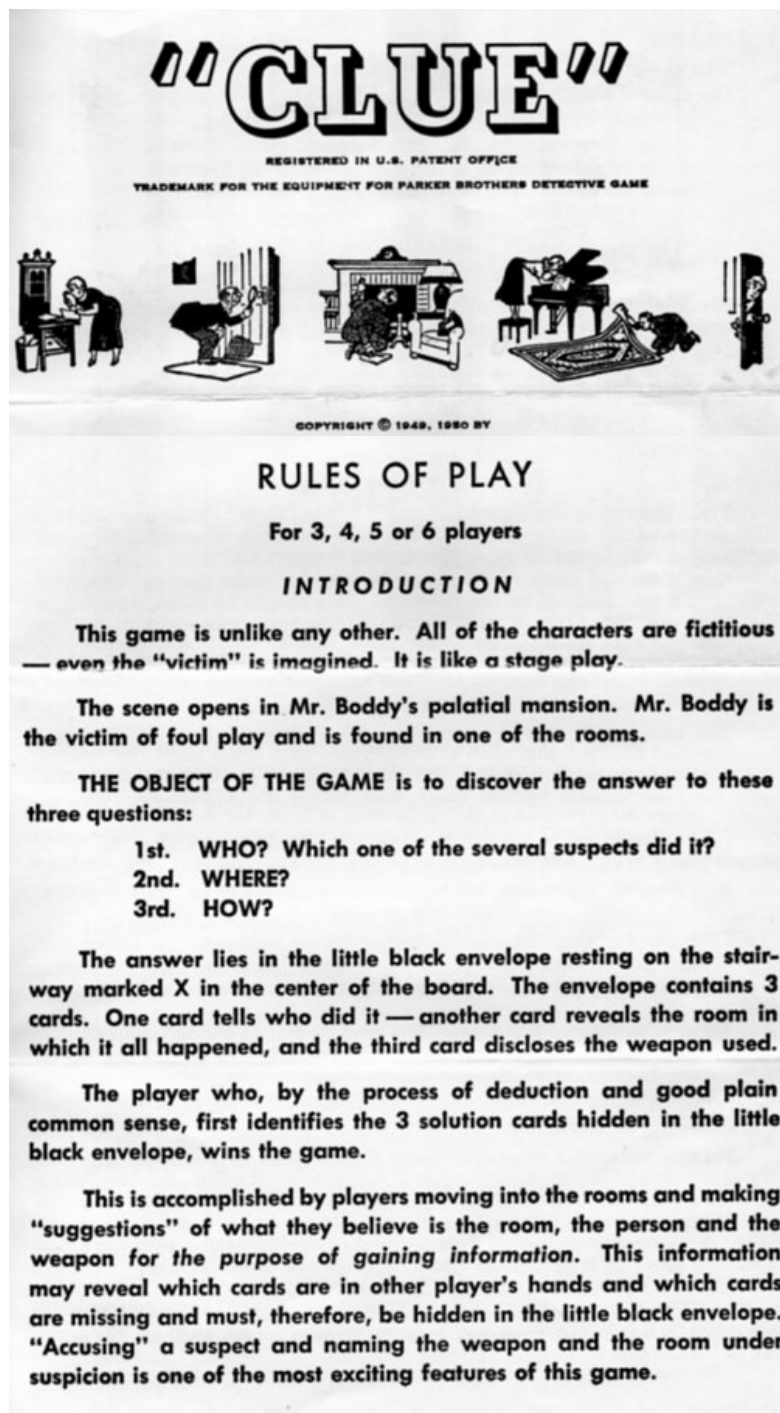 "CLUE"
REGISTERED IN U.S. PATENT OFFICE
TRADEMARK FOR THE EQUIPMENT FOR PARKER BROTHERS DETECTIVE GAME
COPYRIGHT © 1949, 1950 BY
RULES OF PLAY
For 3, 4, 5 or 6 players
INTRODUCTION
This game is unlike any other. All of the characters are fictitious
— even the "victim" is imagined. It is like a stage play.
The scene opens in Mr. Boddy's palatial mansion. Mr. Boddy is
the victim of foul play and is found in one of the rooms.
THE OBJECT OF THE GAME is to discover the answer to these
three questions:
1st. WHO? Which one of the several suspects did it?
2nd. WHERE?
3rd. HOW?
The answer lies in the little black envelope resting on the stair-
way marked X in the center of the board. The envelope contains 3
cards. One card tells who did it — another card reveals the room in
which it all happened, and the third card discloses the weapon used.
The player who, by the process of deduction and good plain
common sense, first identifies the 3 solution cards hidden in the little
black envelope, wins the game.
This is accomplished by players moving into the rooms and making
"suggestions" of what they believe is the room, the person and the
weapon for the purpose of gaining information. This information
may reveal which cards are in other player's hands and which cards
are missing and must, therefore, be hidden in the little black envelope.
"Accusing" a suspect and naming the weapon and the room under
suspicion is one of the most exciting features of this game.